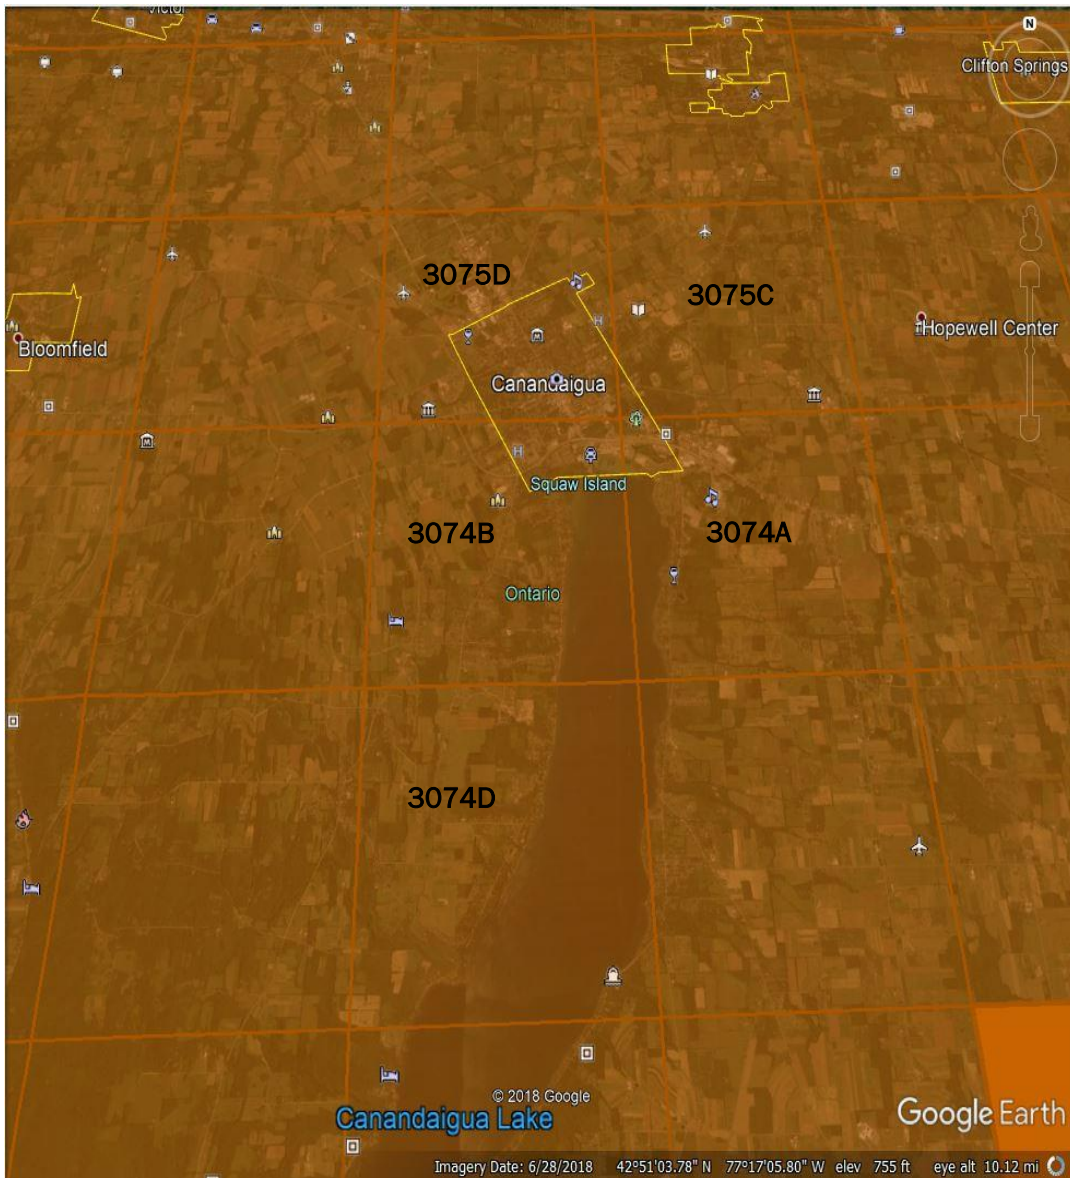 Victor
N
Clifton Springs
3075D
3075C
H
Hopewell Center
Bloomfield
M
Canandaigua
M
H
Squaw Island
3074B
3074A
Ontario
3074D
© 2018 Google
Canandaigua Lake
Google Earth
Imagery Date: 6/28/2018 42°51'03.78" N 77°17'05.80" W elev 755 ft eye alt 10.12 mi